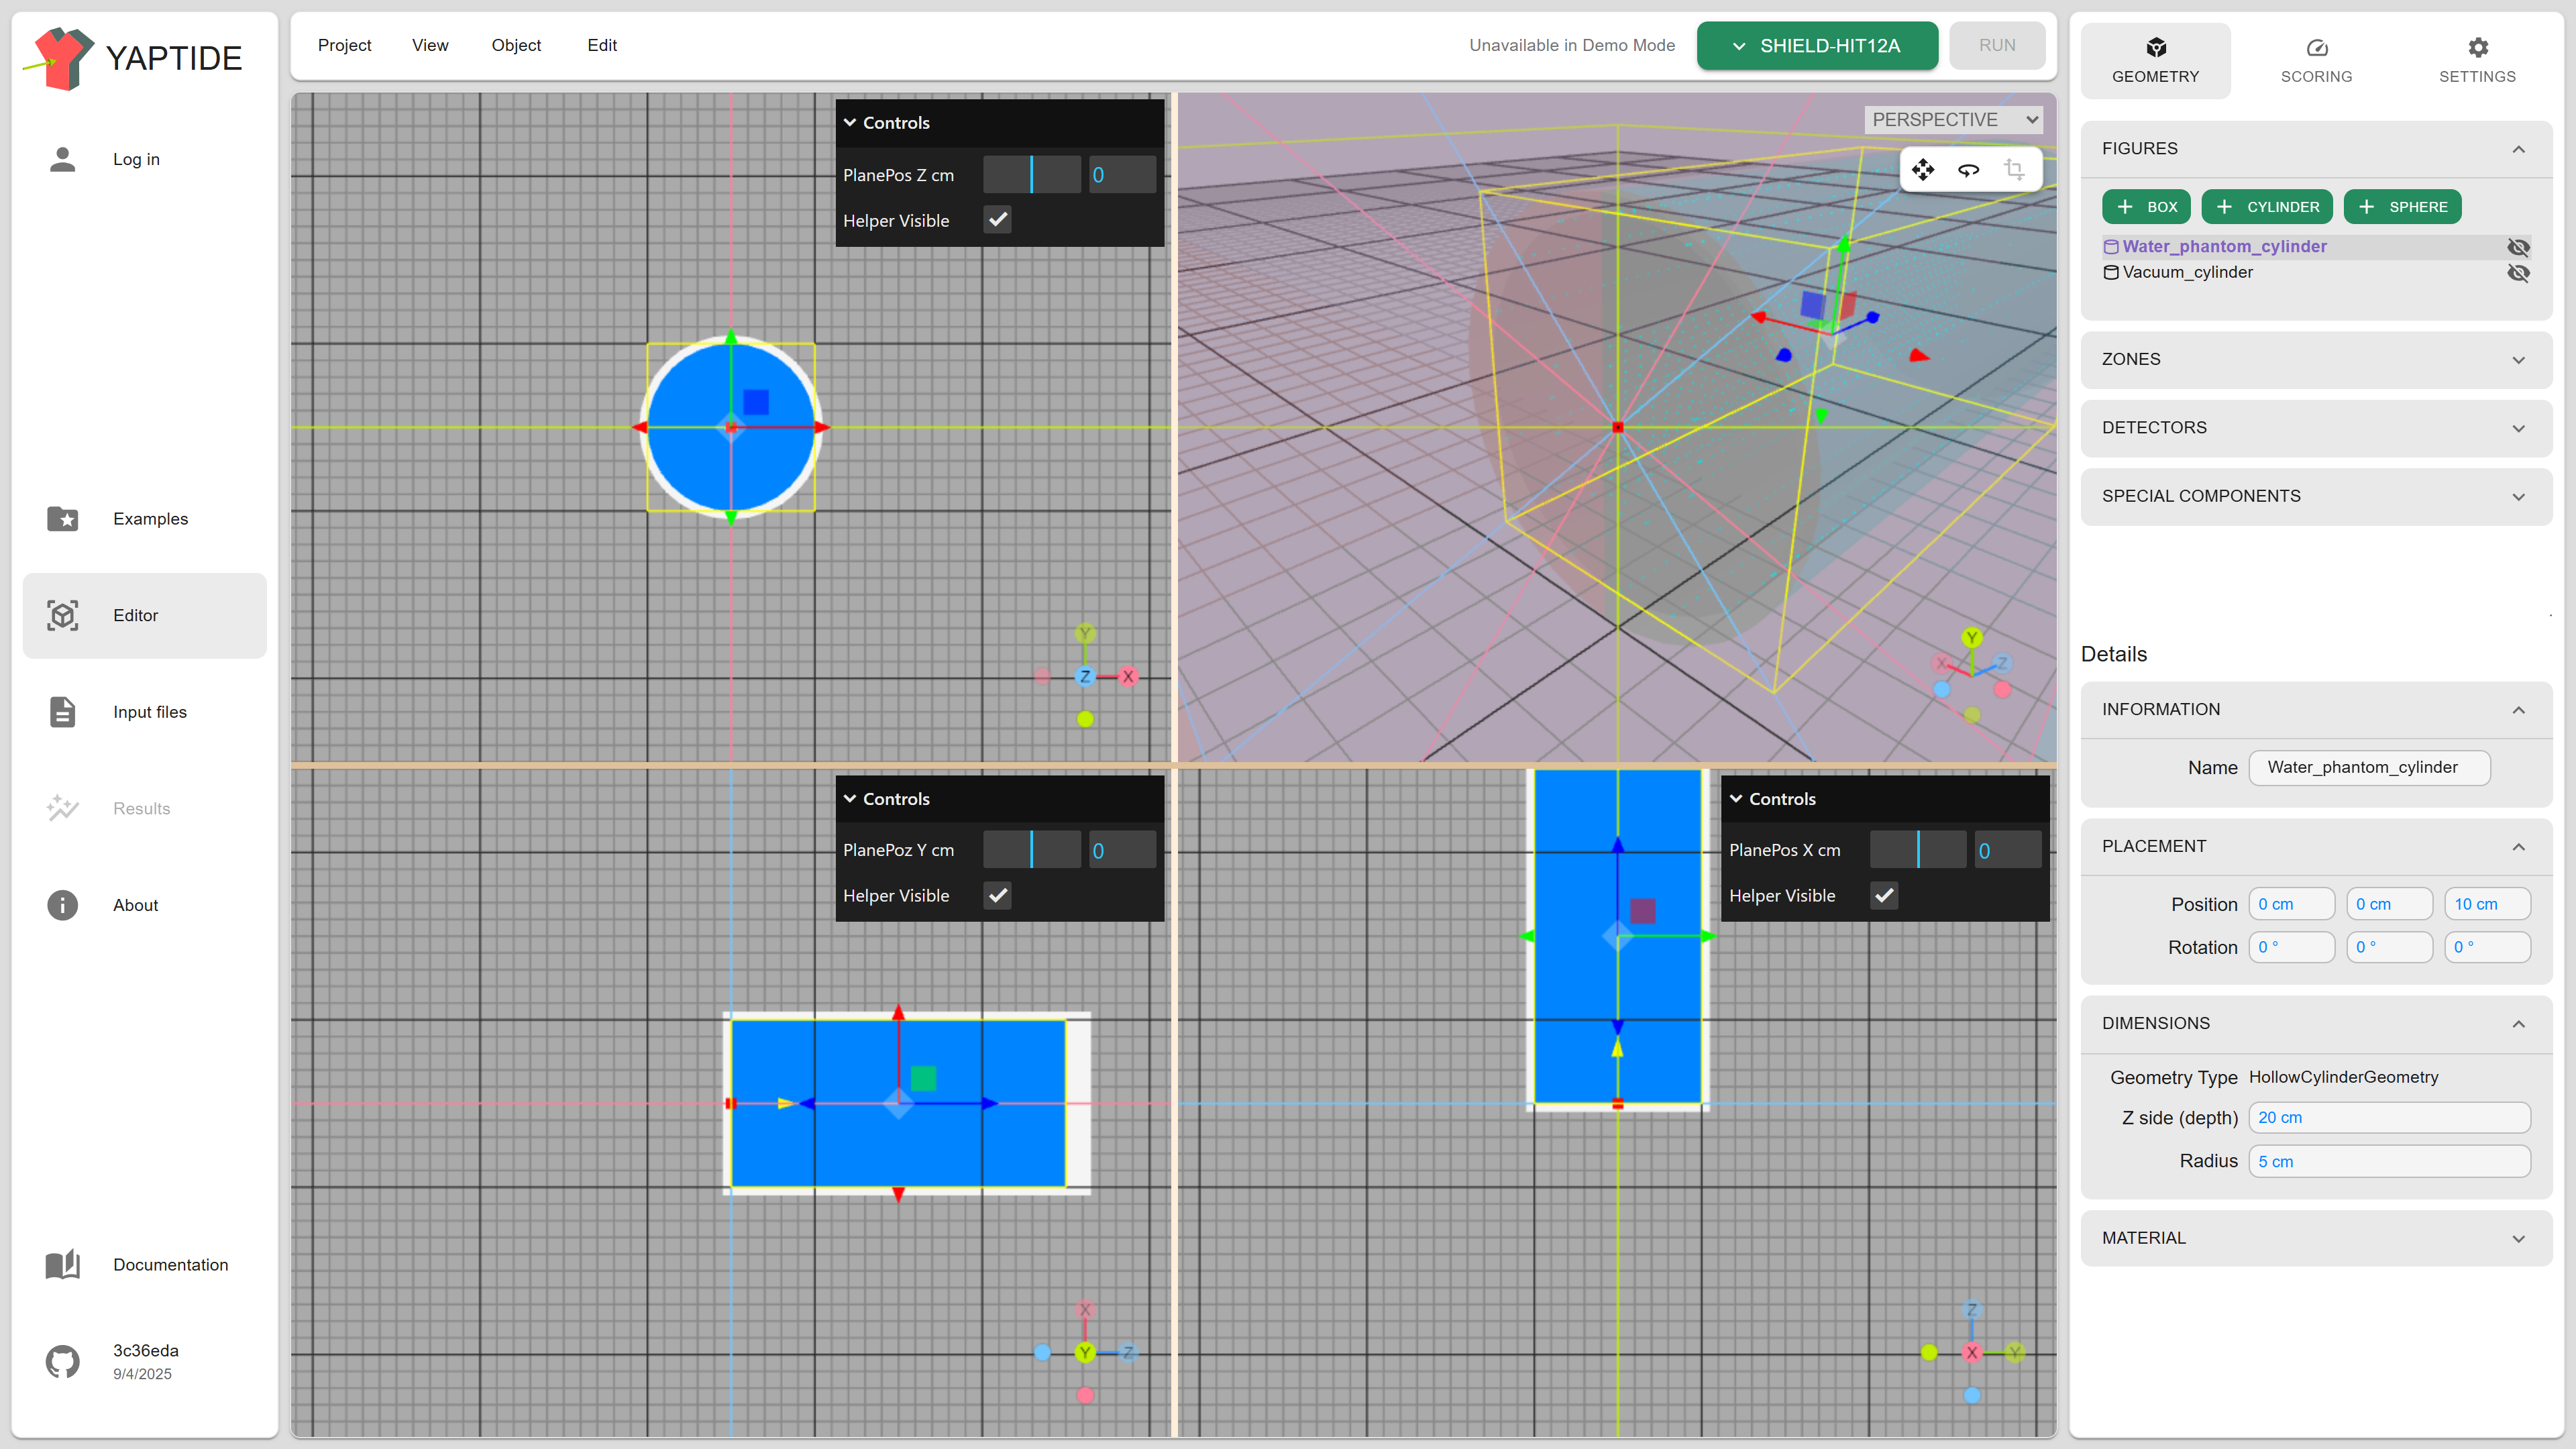 YAPTIDE
Log in
Examples
Editor
Input files
Results
About
Documentation
3c36eda
9/4/2025
Project View Object Edit
Unavailable in Demo Mode
SHIELD-HIT12A
RUN
Controls
PlanePos Z cm 0
Helper Visible
Y
Z X
PERSPECTIVE
Y
X Z
Controls
PlanePoz Y cm 0
Helper Visible
X
Y Z
Controls
PlanePos X cm 0
Helper Visible
Z
X Y
GEOMETRY SCORING SETTINGS
FIGURES
BOX CYLINDER SPHERE
Water_phantom_cylinder
Vacuum_cylinder
ZONES
DETECTORS
SPECIAL COMPONENTS
Details
INFORMATION
Name Water_phantom_cylinder
PLACEMENT
Position 0 cm 0 cm 10 cm
Rotation 0 ° 0 ° 0 °
DIMENSIONS
Geometry Type HollowCylinderGeometry
Z side (depth) 20 cm
Radius 5 cm
MATERIAL